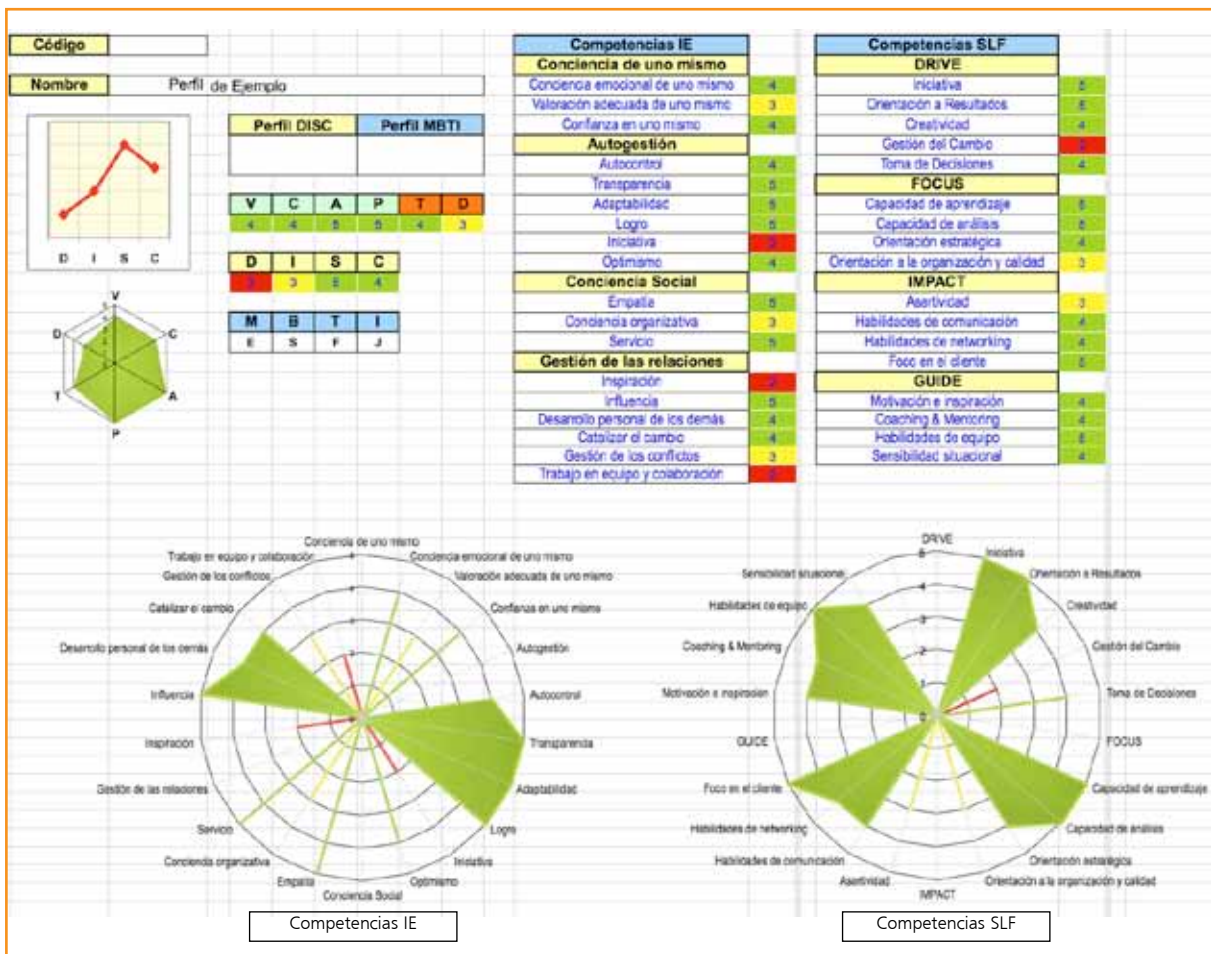 Código
Nombre Perfil de Ejemplo
D I S C
V
C
A
P
T
D
Perfil DISC Perfil MBTI
V C A P T D
4 4 5 5 4 3
D I S C
3 5 4
M B T I
E S F J
Competencias IE
Conciencia de uno mismo
Conciencia emocional de uno mismo 4
Valoración adecuada de uno mismo 3
Confianza en uno mismo 4
Autogestión
Autocontrol 4
Transparencia 5
Adaptabilidad 5
Logro 5
Iniciativa 2
Optimismo 4
Conciencia Social
Empatía 5
Conciencia organizativa 3
Servicio 5
Gestión de las relaciones
Inspiración 2
Influencia 5
Desarrollo personal de los demás 4
Catalizar el cambio 4
Gestión de los conflictos 3
Trabajo en equipo y colaboración 2
Competencias SLF
DRIVE
Iniciativa 5
Orientación a Resultados 5
Creatividad 4
Gestión del Cambio 2
Toma de Decisiones 4
FOCUS
Capacidad de aprendizaje 5
Capacidad de análisis 5
Orientación estratégica 4
Orientación a la organización y calidad 3
IMPACT
Asertividad 3
Habilidades de comunicación 4
Habilidades de networking 4
Foco en el cliente 5
GUIDE
Motivación e inspiración 4
Coaching & Mentoring 4
Habilidades de equipo 5
Sensibilidad situacional 4
Conciencia de uno mismo
Conciencia emocional de uno mismo
Valoración adecuada de uno mismo
Confianza en uno mismo
Autogestión
Autocontrol
Transparencia
Adaptabilidad
Logro
Iniciativa
Optimismo
Conciencia Social
Empatía
Conciencia organizativa
Servicio
Gestión de las relaciones
Inspiración
Influencia
Desarrollo personal de los demás
Catalizar el cambio
Gestión de los conflictos
Trabajo en equipo y colaboración
Competencias IE
DRIVE
Iniciativa
Orientación a Resultados
Creatividad
Gestión del Cambio
Toma de Decisiones
FOCUS
Capacidad de aprendizaje
Capacidad de análisis
Orientación estratégica
Orientación a la organización y calidad
IMPACT
Asertividad
Habilidades de comunicación
Habilidades de networking
Foco en el cliente
GUIDE
Motivación e inspiración
Coaching & Mentoring
Habilidades de equipo
Sensibilidad situacional
5
4
3
2
1
0
Competencias SLF